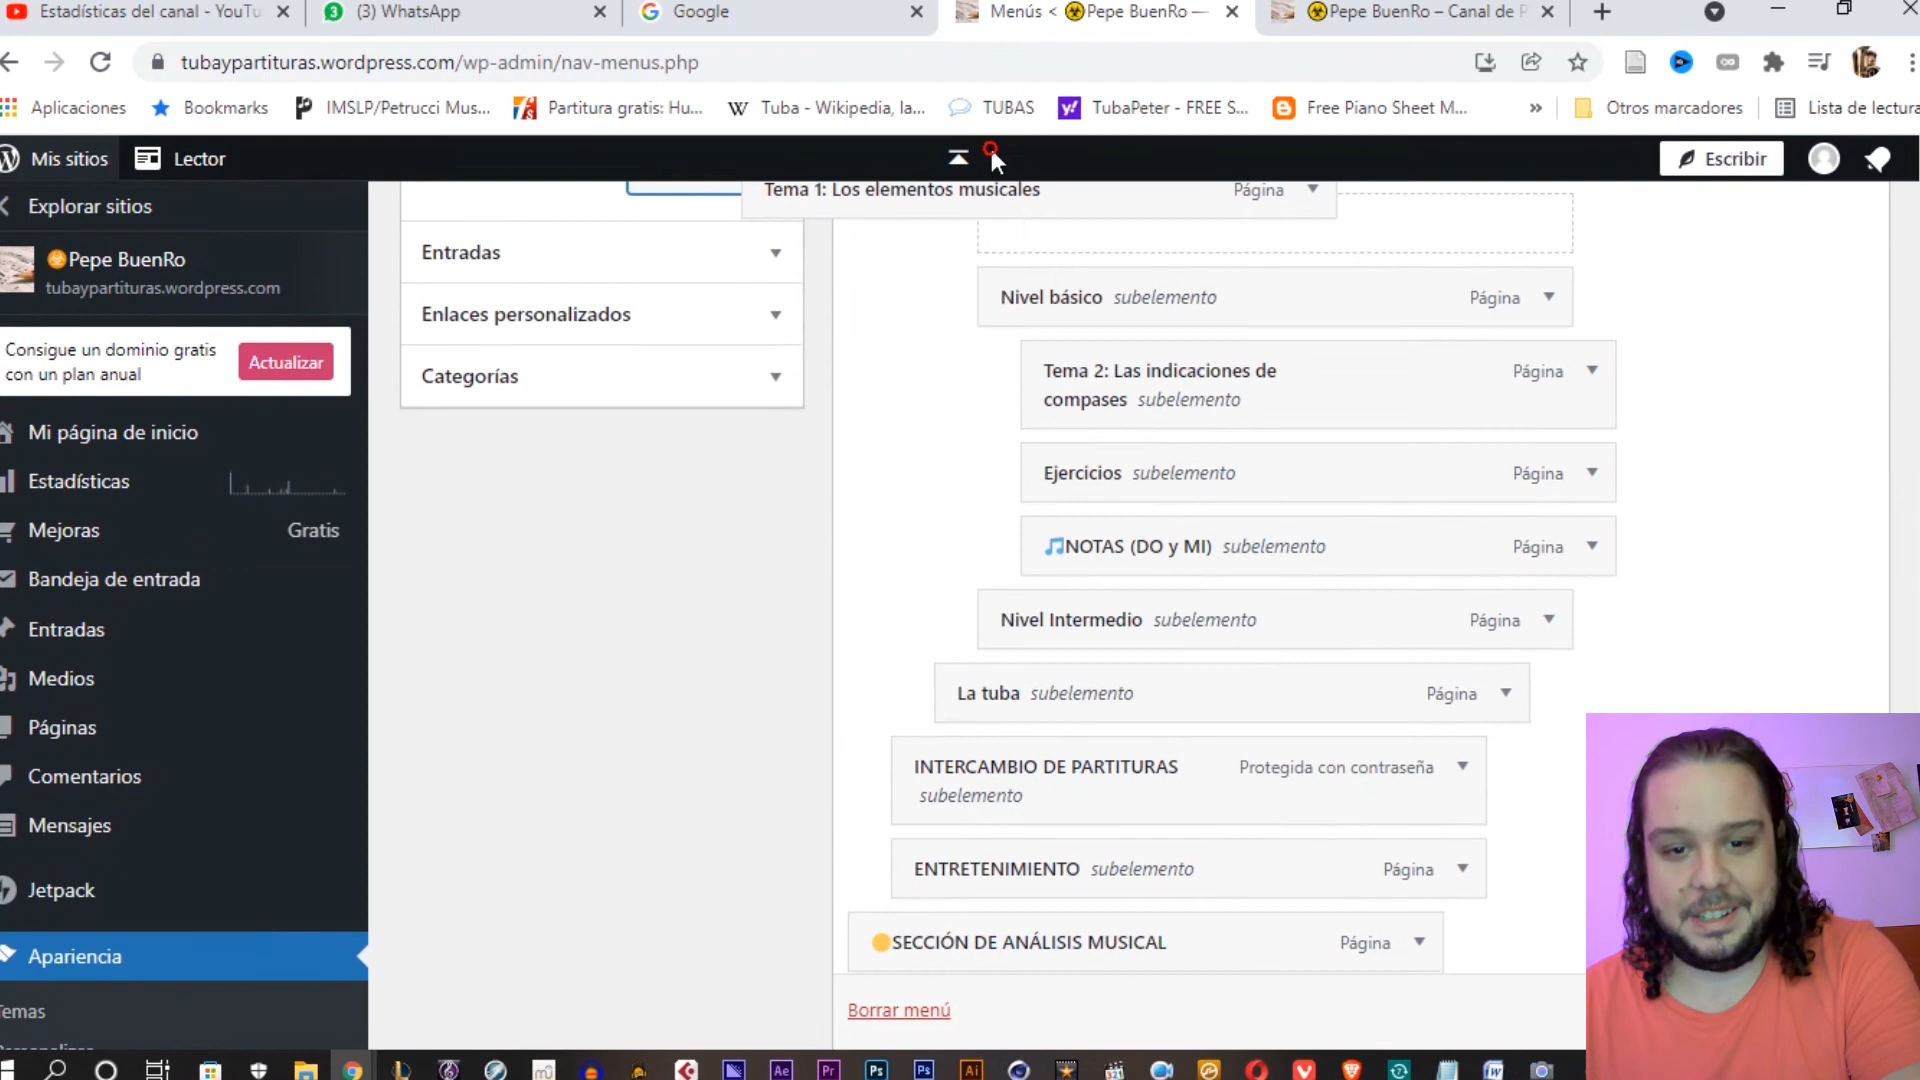 Estadísticas del canal - YouTu
(3) WhatsApp
Google
Menús < Pepe BuenRo —
Pepe BuenRo – Canal de P
tubaypartituras.wordpress.com/wp-admin/nav-menus.php
Aplicaciones
Bookmarks
IMSLP/Petrucci Mus...
Partitura gratis: Hu...
Tuba - Wikipedia, la...
TUBAS
TubaPeter - FREE S...
Free Piano Sheet M...
»
Otros marcadores
Lista de lectura
Mis sitios
Lector
Escribir
Explorar sitios
Pepe BuenRo
tubaypartituras.wordpress.com
Consigue un dominio gratis
con un plan anual
Actualizar
Mi página de inicio
Estadísticas
Mejoras
Gratis
Bandeja de entrada
Entradas
Medios
Páginas
Comentarios
Mensajes
Jetpack
Apariencia
Temas
Entradas
Enlaces personalizados
Categorías
Tema 1: Los elementos musicales
Página
Nivel básico subelemento
Página
Tema 2: Las indicaciones de
compases subelemento
Página
Ejercicios subelemento
Página
NOTAS (DO y MI) subelemento
Página
Nivel Intermedio subelemento
Página
La tuba subelemento
Página
INTERCAMBIO DE PARTITURAS
subelemento
Protegida con contraseña
ENTRETENIMIENTO subelemento
Página
SECCIÓN DE ANÁLISIS MUSICAL
Página
Borrar menú